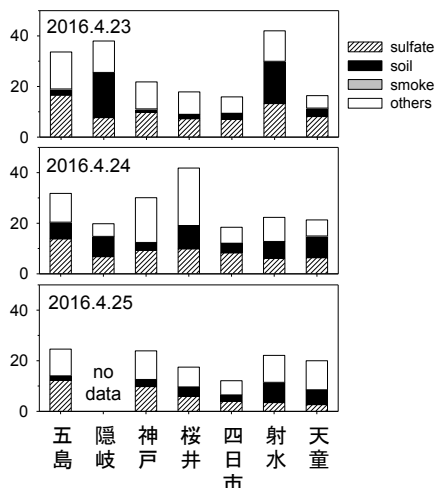 2016.4.23
40
20
0
sulfate
soil
smoke
others
2016.4.24
40
20
0
2016.4.25
40
20
0
no
data
五島
隠岐
神戸
桜井
四日市
射水
天童